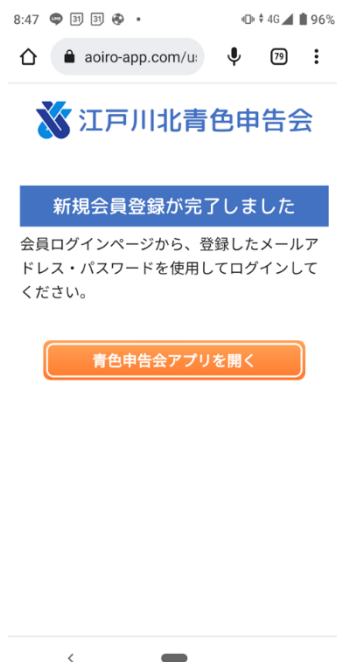 8:47 31 31 4G 96%
aoiro-app.com/u 79
江戸川北青色申告会
新規会員登録が完了しました
会員ログインページから、登録したメールア
ドレス・パスワードを使用してログインして
ください。
青色申告会アプリを開く